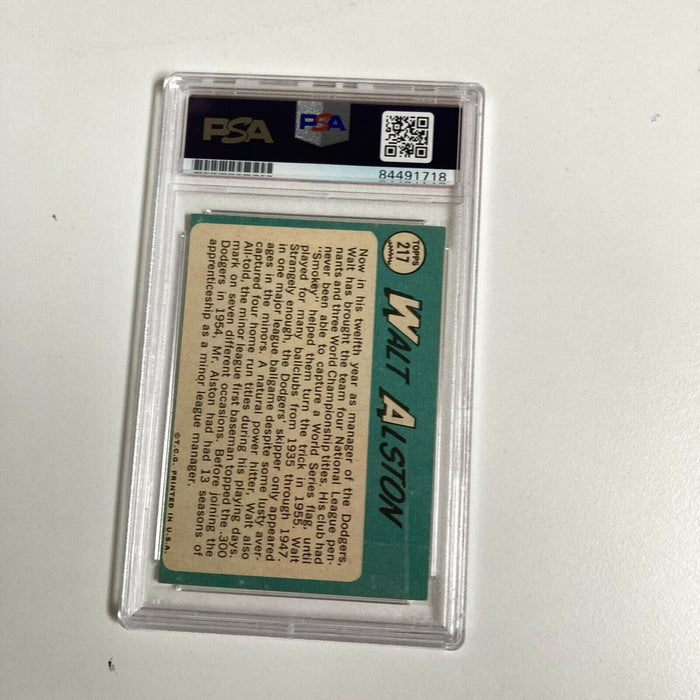 PSA
PSA
84491718
TOPPS
217
WALT ALSTON
Now in his twelfth year as manager of the Dodgers,
Walt has brought the team four National League pen-
nants and three World Championship titles. His club had
never been able to capture a World Series flag, until
"Smokey" helped them turn the trick in 1955. Walt
played for many ballclubs from 1935 through 1947.
Strangely enough, the Dodgers' skipper only appeared
in one major league ballgame despite some lusty aver-
ages in the minors. A natural power hitter, Walt also
captured four home run titles during his playing days.
All-told, the minor league first baseman topped the .300
mark on seven different occasions. Before joining the
Dodgers in 1954, Mr. Alston had had 13 seasons of
apprenticeship as a minor league manager.
©T.C.G. PRINTED IN U.S.A.